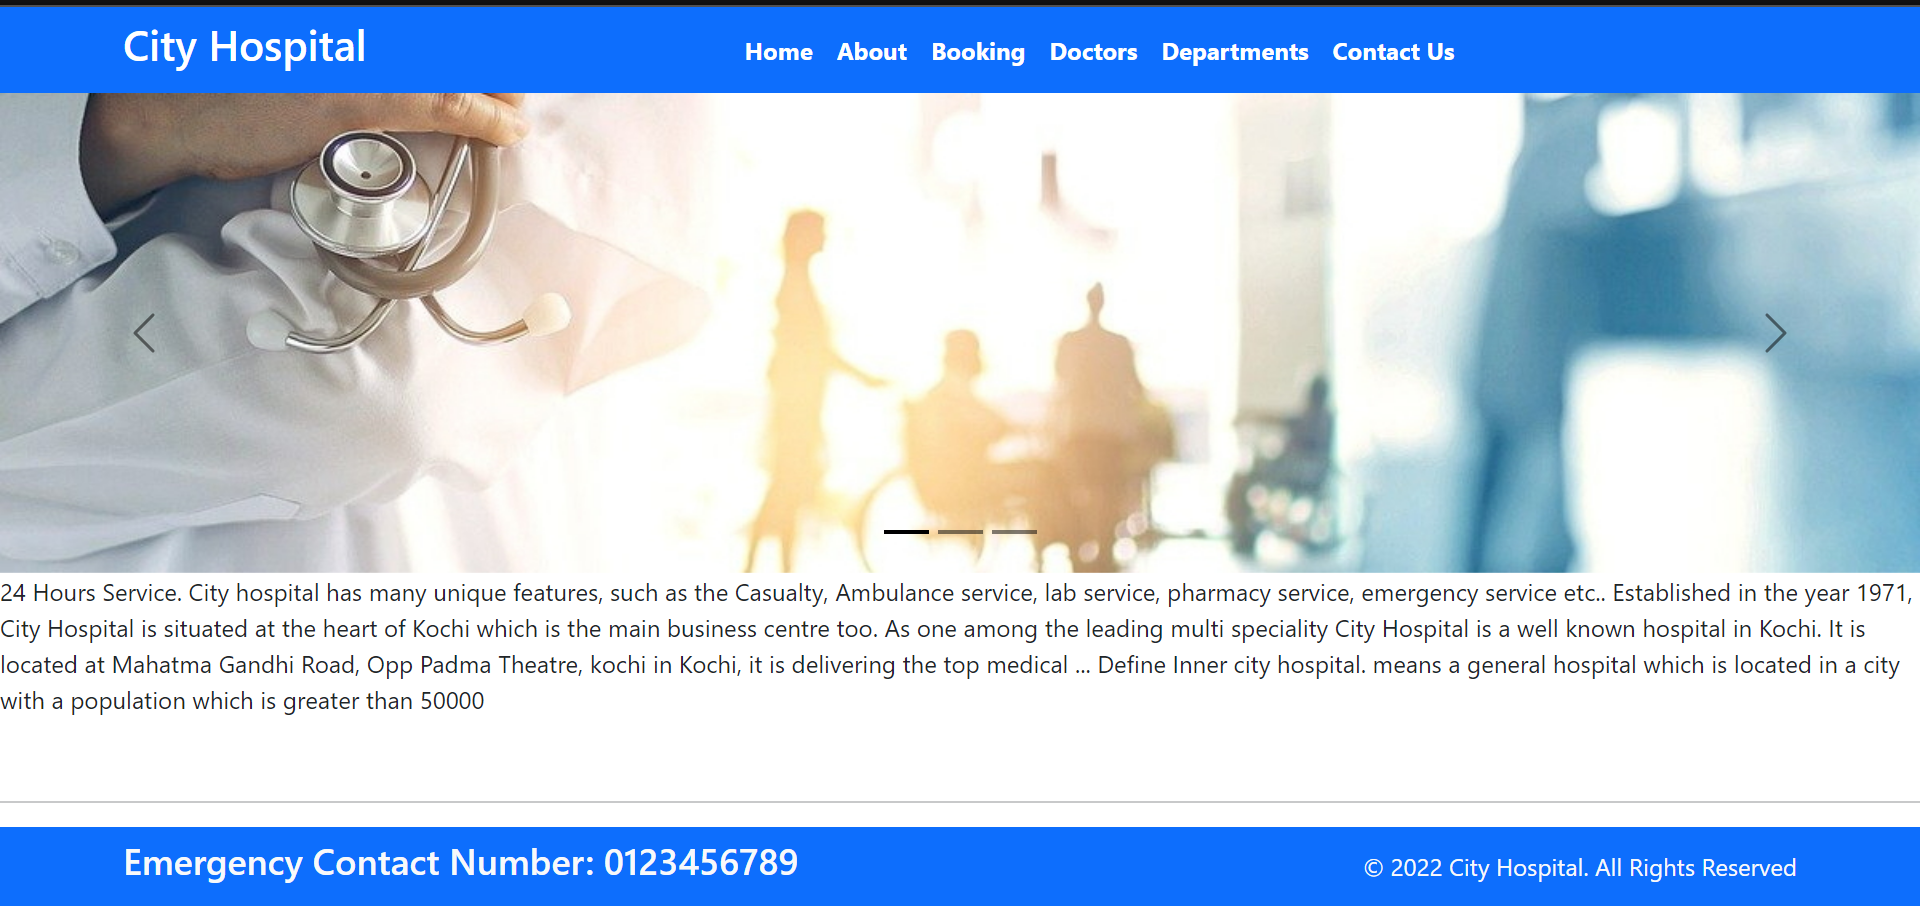 City Hospital
Home About Booking Doctors Departments Contact Us
24 Hours Service. City hospital has many unique features, such as the Casualty, Ambulance service, lab service, pharmacy service, emergency service etc.. Established in the year 1971,
City Hospital is situated at the heart of Kochi which is the main business centre too. As one among the leading multi speciality City Hospital is a well known hospital in Kochi. It is
located at Mahatma Gandhi Road, Opp Padma Theatre, kochi in Kochi, it is delivering the top medical ... Define Inner city hospital. means a general hospital which is located in a city
with a population which is greater than 50000
Emergency Contact Number: 0123456789
© 2022 City Hospital. All Rights Reserved